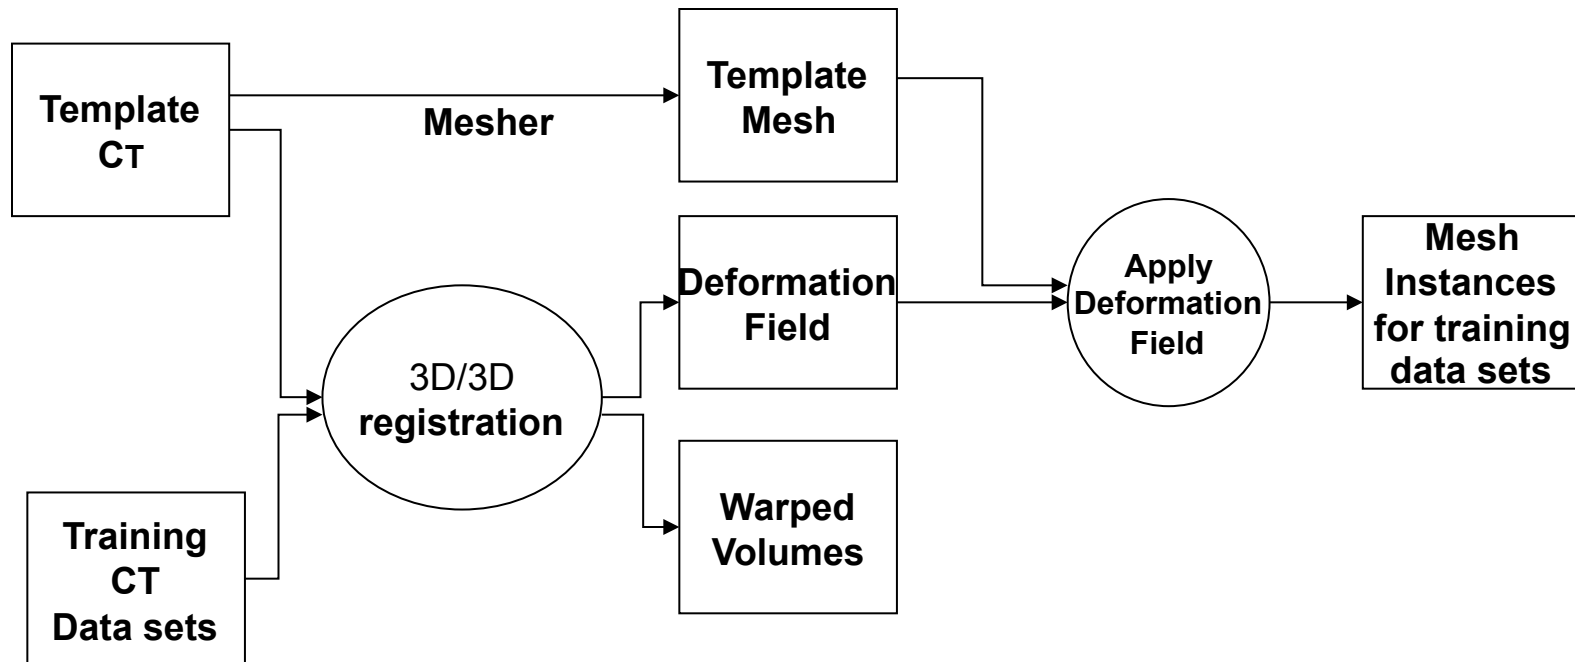 Template
CT
Mesher
Template
Mesh
Deformation
Field
Apply
Deformation
Field
Mesh
Instances
for training
data sets
3D/3D
registration
Warped
Volumes
Training
CT
Data sets